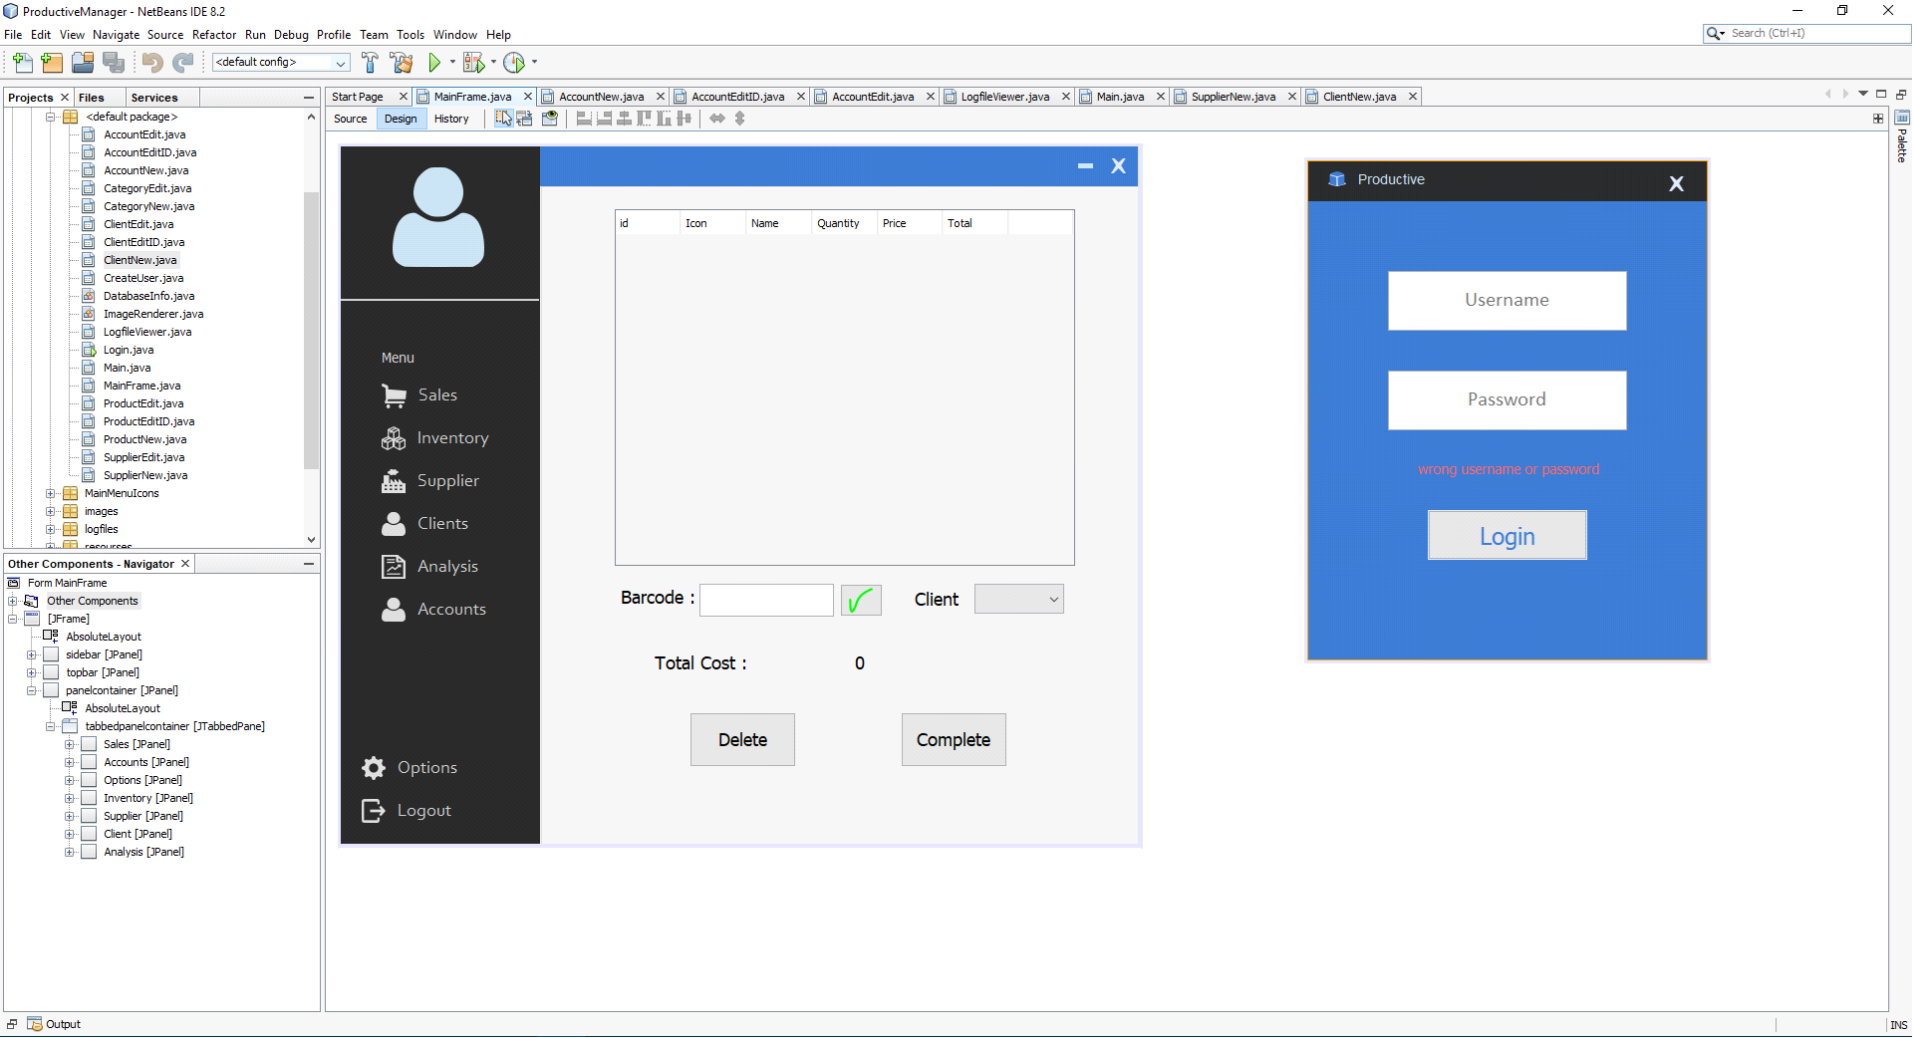 ProductiveManager - NetBeans IDE 8.2
File Edit View Navigate Source Refactor Run Debug Profile Team Tools Window Help
Search (Ctrl+I)
<default config>
Projects Files Services
Start Page MainFrame.java AccountNew.java AccountEditID.java AccountEdit.java LogfileViewer.java Main.java SupplierNew.java ClientNew.java
Source Design History
Palette
<default package>
AccountEdit.java
AccountEditID.java
AccountNew.java
CategoryEdit.java
CategoryNew.java
ClientEdit.java
ClientEditID.java
ClientNew.java
CreateUser.java
DatabaseInfo.java
ImageRenderer.java
LogfileViewer.java
Login.java
Main.java
MainFrame.java
ProductEdit.java
ProductEditID.java
ProductNew.java
SupplierEdit.java
SupplierNew.java
MainMenuIcons
images
logfiles
resourses
Other Components - Navigator
Form MainFrame
Other Components
[JFrame]
AbsoluteLayout
sidebar [JPanel]
topbar [JPanel]
panelcontainer [JPanel]
AbsoluteLayout
tabbedpanelcontainer [JTabbedPane]
Sales [JPanel]
Accounts [JPanel]
Options [JPanel]
Inventory [JPanel]
Supplier [JPanel]
Client [JPanel]
Analysis [JPanel]
Menu
Sales
Inventory
Supplier
Clients
Analysis
Accounts
Options
Logout
X
id Icon Name Quantity Price Total
Barcode :
Client
Total Cost : 0
Delete Complete
Productive X
Username
Password
wrong username or password
Login
Output
INS